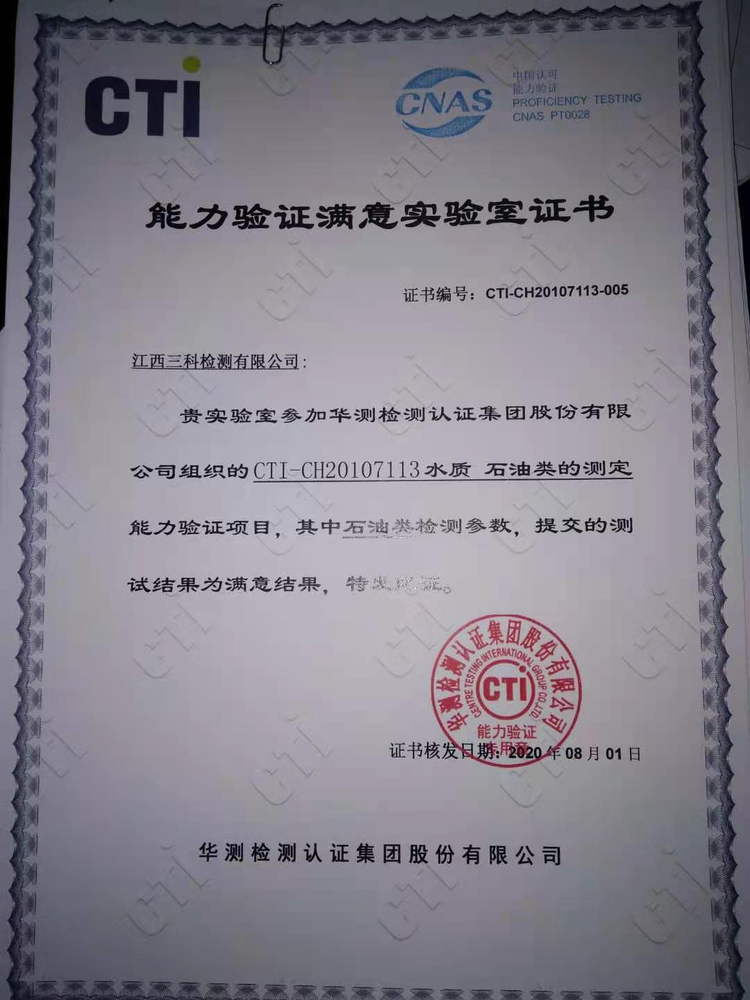 CTI
CNAS
中国认可
能力验证
PROFICIENCY TESTING
CNAS PT0028
能力验证满意实验室证书
证书编号：CTI-CH20107113-005
江西三科检测有限公司:
贵实验室参加华测检测认证集团股份有限
公司组织的CTI-CH20107113水质 石油类的测定
能力验证项目，其中石油类检测参数，提交的测
试结果为满意结果，特发此证。
华测检测认证集团股份有限公司
CENTRE TESTING INTERNATIONAL GROUP CO.,LTD.
CTI
能力验证
专用章
证书核发日期：2020 年 08 月 01 日
华测检测认证集团股份有限公司